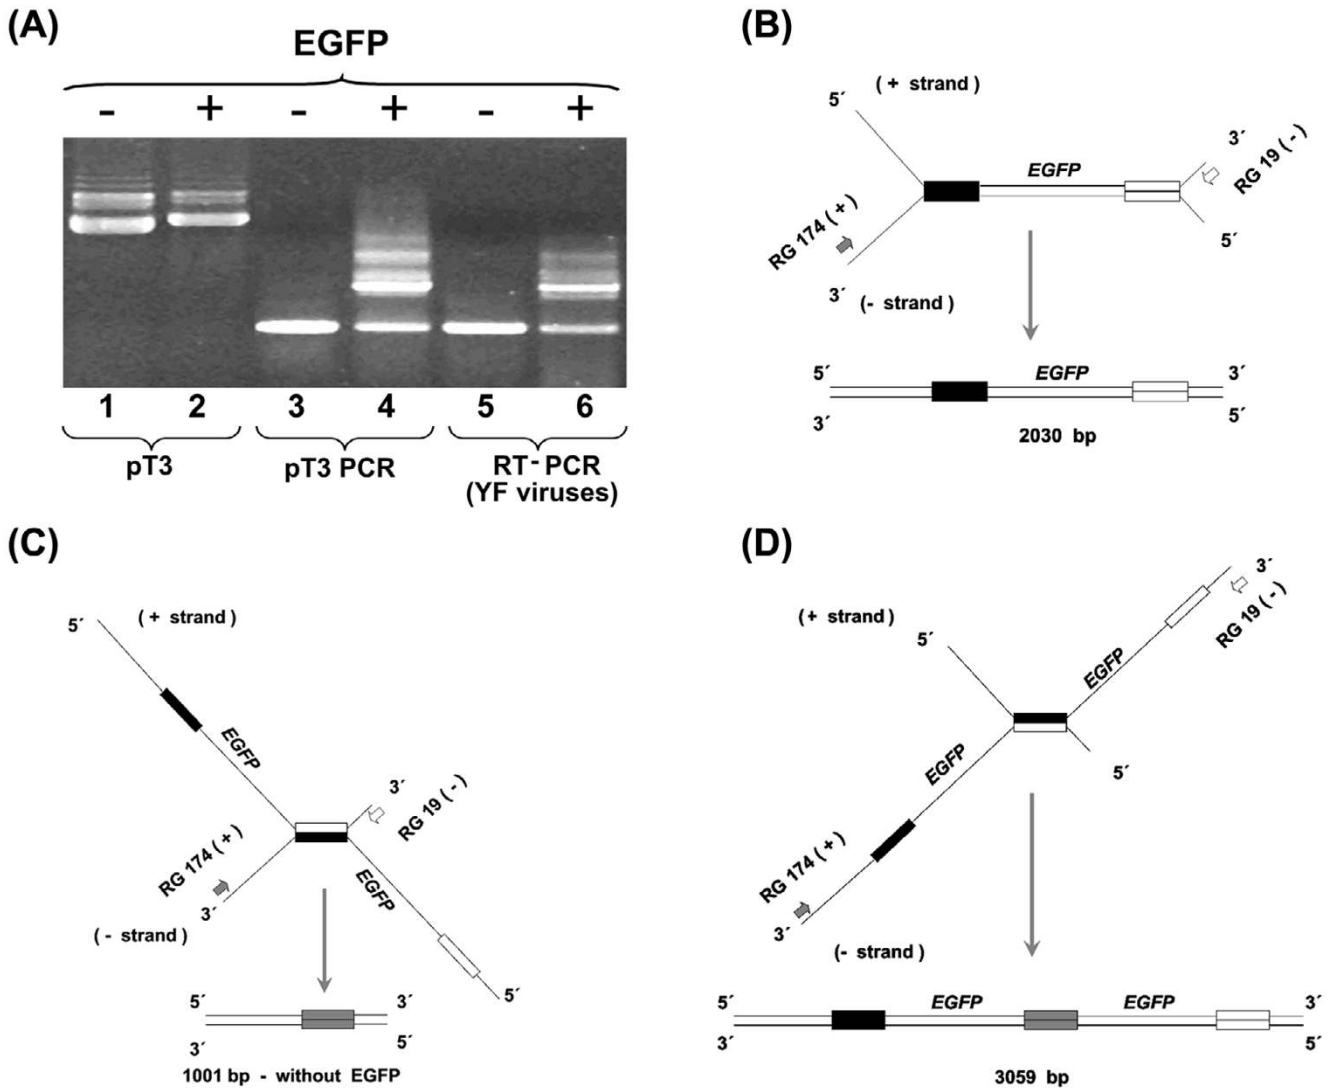 (A)
EGFP
- + - + - +
1 2 3 4 5 6
pT3 pT3 PCR RT-PCR
(YF viruses)
(B)
( + strand )
5´
3´
RG 19 ( - )
EGFP
RG 174 ( + )
5´
3´
( - strand )
5´ EGFP 3´
3´ 5´
2030 bp
(C)
( + strand )
5´
EGFP
3´
RG 19 ( - )
RG 174 ( + )
EGFP
3´
( - strand )
5´
5´ 3´
3´ 5´
1001 bp - without EGFP
(D)
3´
RG 19 ( - )
( + strand )
5´
EGFP
EGFP
5´
RG 174 ( + )
3´
( - strand )
5´ EGFP EGFP 3´
3´ 5´
3059 bp